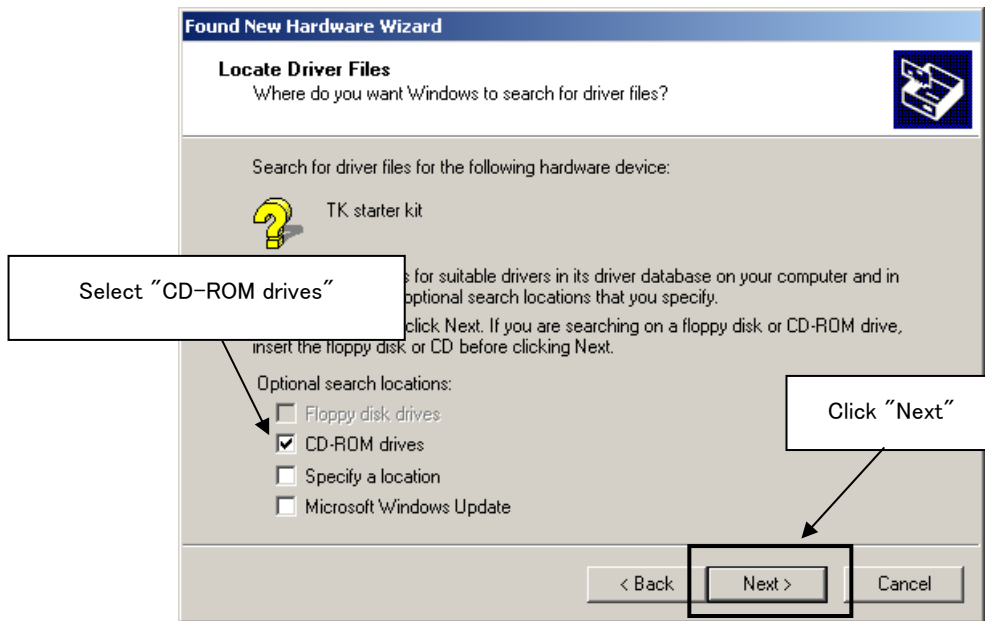 Found New Hardware Wizard
Locate Driver Files
Where do you want Windows to search for driver files?
Search for driver files for the following hardware device:
TK starter kit
Select "CD-ROM drives"
for suitable drivers in its driver database on your computer and in
optional search locations that you specify.
click Next. If you are searching on a floppy disk or CD-ROM drive,
insert the floppy disk or CD before clicking Next.
Optional search locations:
Floppy disk drives
Click "Next"
CD-ROM drives
Specify a location
Microsoft Windows Update
< Back
Next >
Cancel